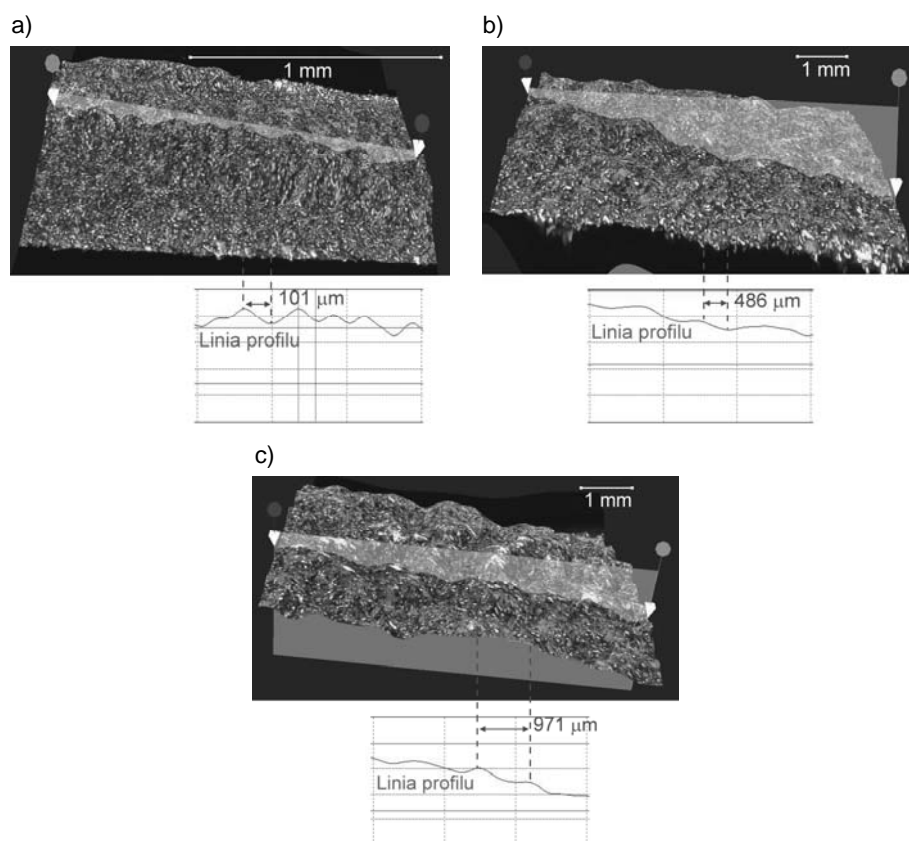 a)
1 mm
101 μm
Linia profilu
b)
1 mm
486 μm
Linia profilu
c)
1 mm
971 μm
Linia profilu